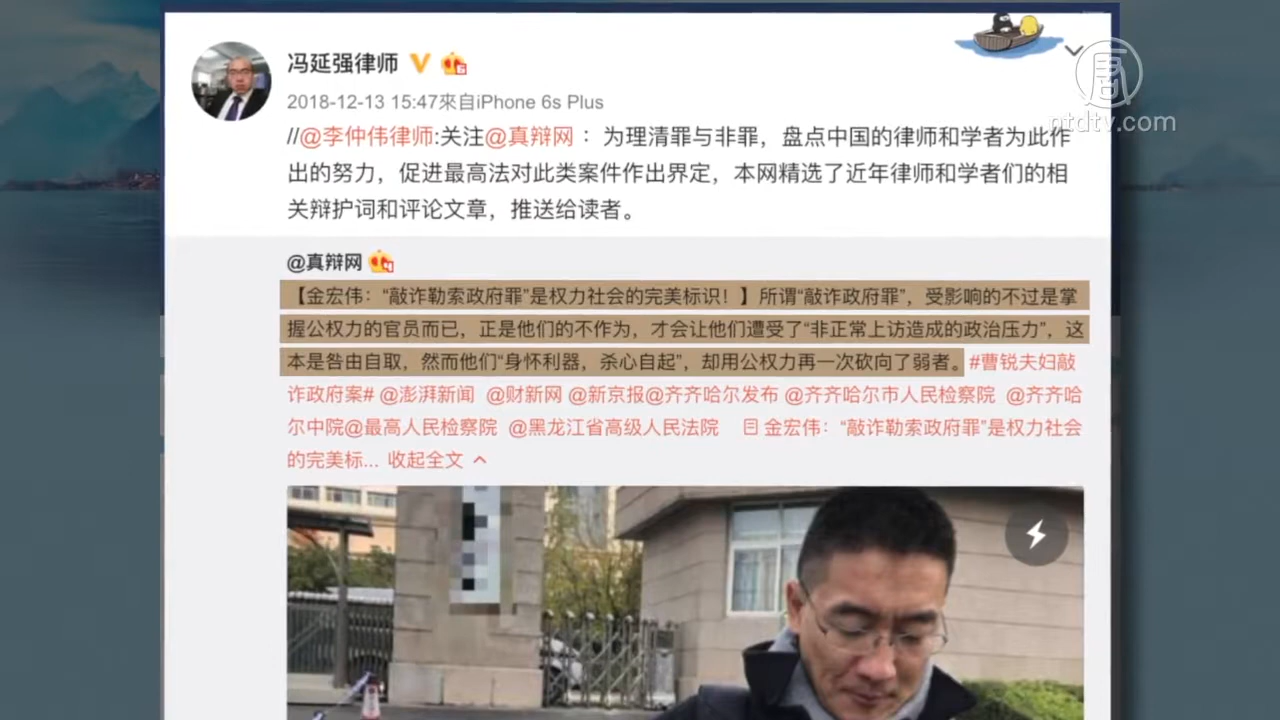 冯延强律师
2018-12-13 15:47來自iPhone 6s Plus
ntdtv.com
//@李仲伟律师:关注@真辩网 ：为理清罪与非罪，盘点中国的律师和学者为此作
出的努力，促进最高法对此类案件作出界定，本网精选了近年律师和学者们的相
关辩护词和评论文章，推送给读者。
@真辩网
【金宏伟：“敲诈勒索政府罪”是权力社会的完美标识！】所谓“敲诈政府罪”，受影响的不过是掌
握公权力的官员而已，正是他们的不作为，才会让他们遭受了“非正常上访造成的政治压力”，这
本是咎由自取，然而他们“身怀利器，杀心自起”，却用公权力再一次砍向了弱者。#曹锐夫妇敲
诈政府案# @澎湃新闻 @财新网 @新京报@齐齐哈尔发布 @齐齐哈尔市人民检察院 @齐齐哈
尔中院@最高人民检察院 @黑龙江省高级人民法院 金宏伟：“敲诈勒索政府罪”是权力社会
的完美标... 收起全文